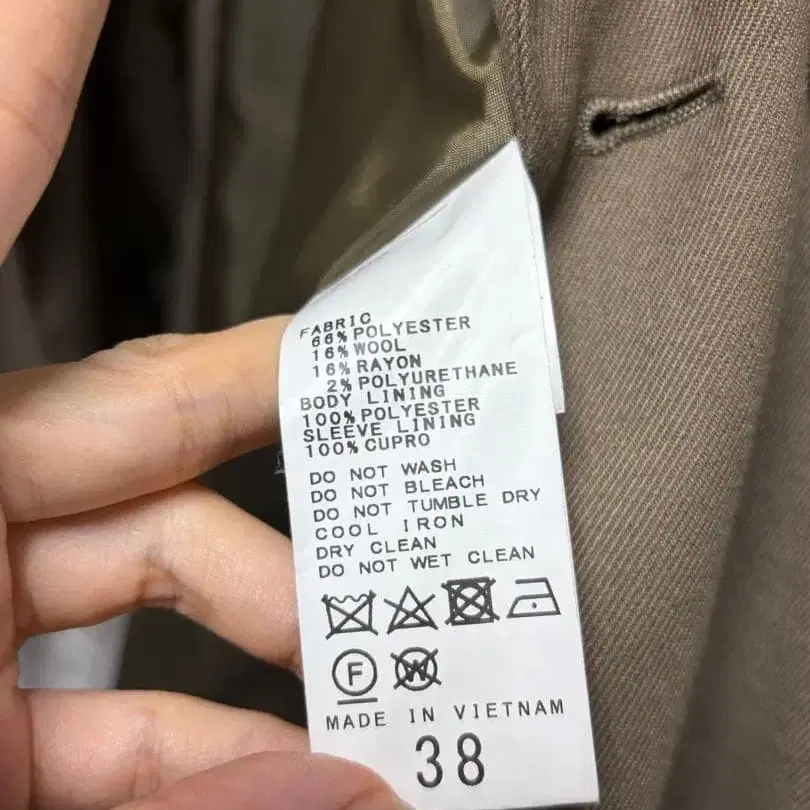 FABRIC
66% POLYESTER
16% WOOL
16% RAYON
2% POLYURETHANE
BODY LINING
100% POLYESTER
SLEEVE LINING
100% CUPRO
DO NOT WASH
DO NOT BLEACH
DO NOT TUMBLE DRY
COOL IRON
DRY CLEAN
DO NOT WET CLEAN
F W
MADE IN VIETNAM
38